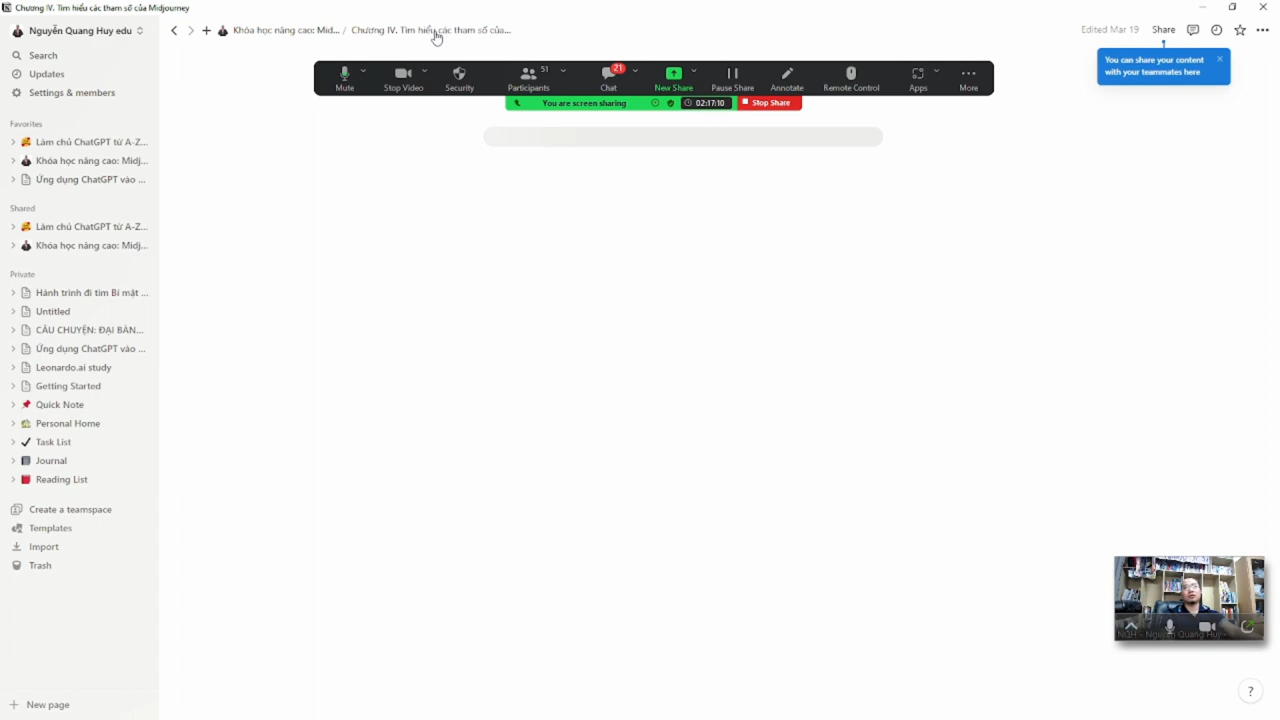 Chương IV. Tìm hiểu các tham số của Midjourney
Nguyễn Quang Huy edu
Khóa học nâng cao: Mid... / Chương IV. Tìm hiểu các tham số của...
Edited Mar 19
Share
You can share your content
with your teammates here
Search
Updates
Settings & members
Mute
Stop Video
Security
Participants
51
Chat
21
New Share
Pause Share
Annotate
Remote Control
Apps
More
You are screen sharing
02:17:10
Stop Share
Favorites
Làm chủ ChatGPT từ A-Z...
Khóa học nâng cao: Midj...
Ứng dụng ChatGPT vào ...
Shared
Làm chủ ChatGPT từ A-Z...
Khóa học nâng cao: Midj...
Private
Hành trình đi tìm Bí mật ...
Untitled
CÂU CHUYỆN: ĐẠI BÀN...
Ứng dụng ChatGPT vào ...
Leonardo.ai study
Getting Started
Quick Note
Personal Home
Task List
Journal
Reading List
Create a teamspace
Templates
Import
Trash
NQH - Nguyen Quang Huy
New page
?